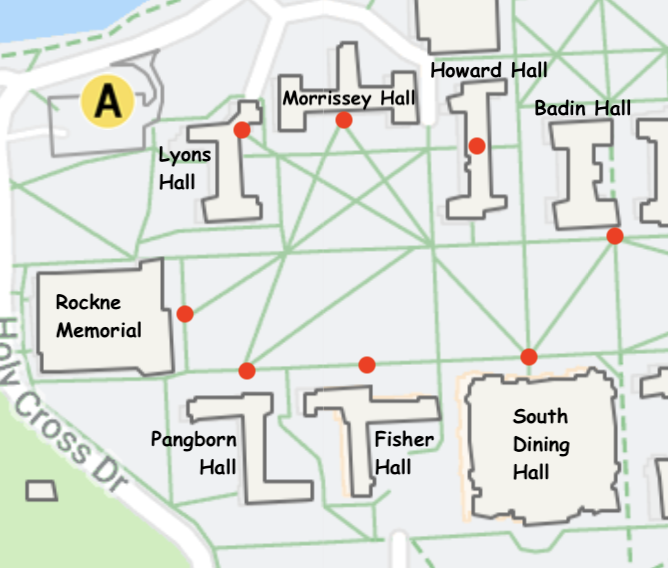 Howard Hall
A
Morrissey Hall
Badin Hall
Lyons
Hall
Rockne
Memorial
Holy Cross Dr
Pangborn
Hall
Fisher
Hall
South
Dining
Hall